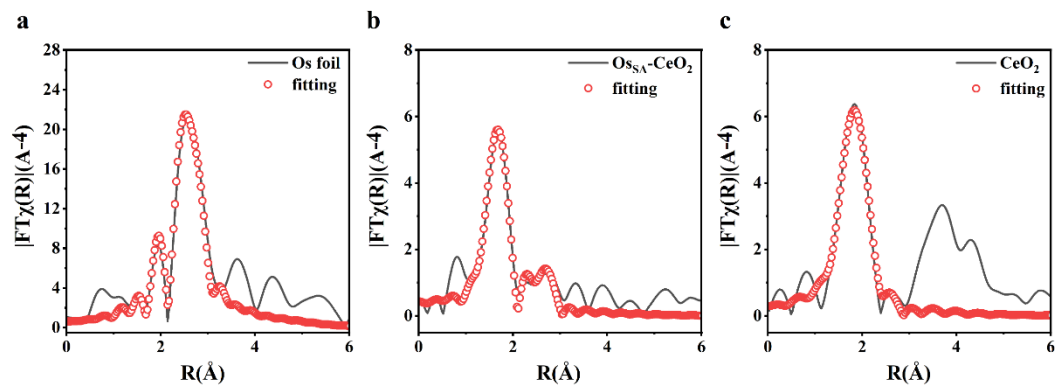 a
|FTχ(R)|(A-4)
28
24
20
16
12
8
4
0
Os foil
fitting
0 2 4 6
R(Å)
b
|FTχ(R)|(A-4)
8
6
4
2
0
Os_SA-CeO₂
fitting
0 2 4 6
R(Å)
c
|FTχ(R)|(A-4)
8
6
4
2
0
CeO₂
fitting
0 2 4 6
R(Å)